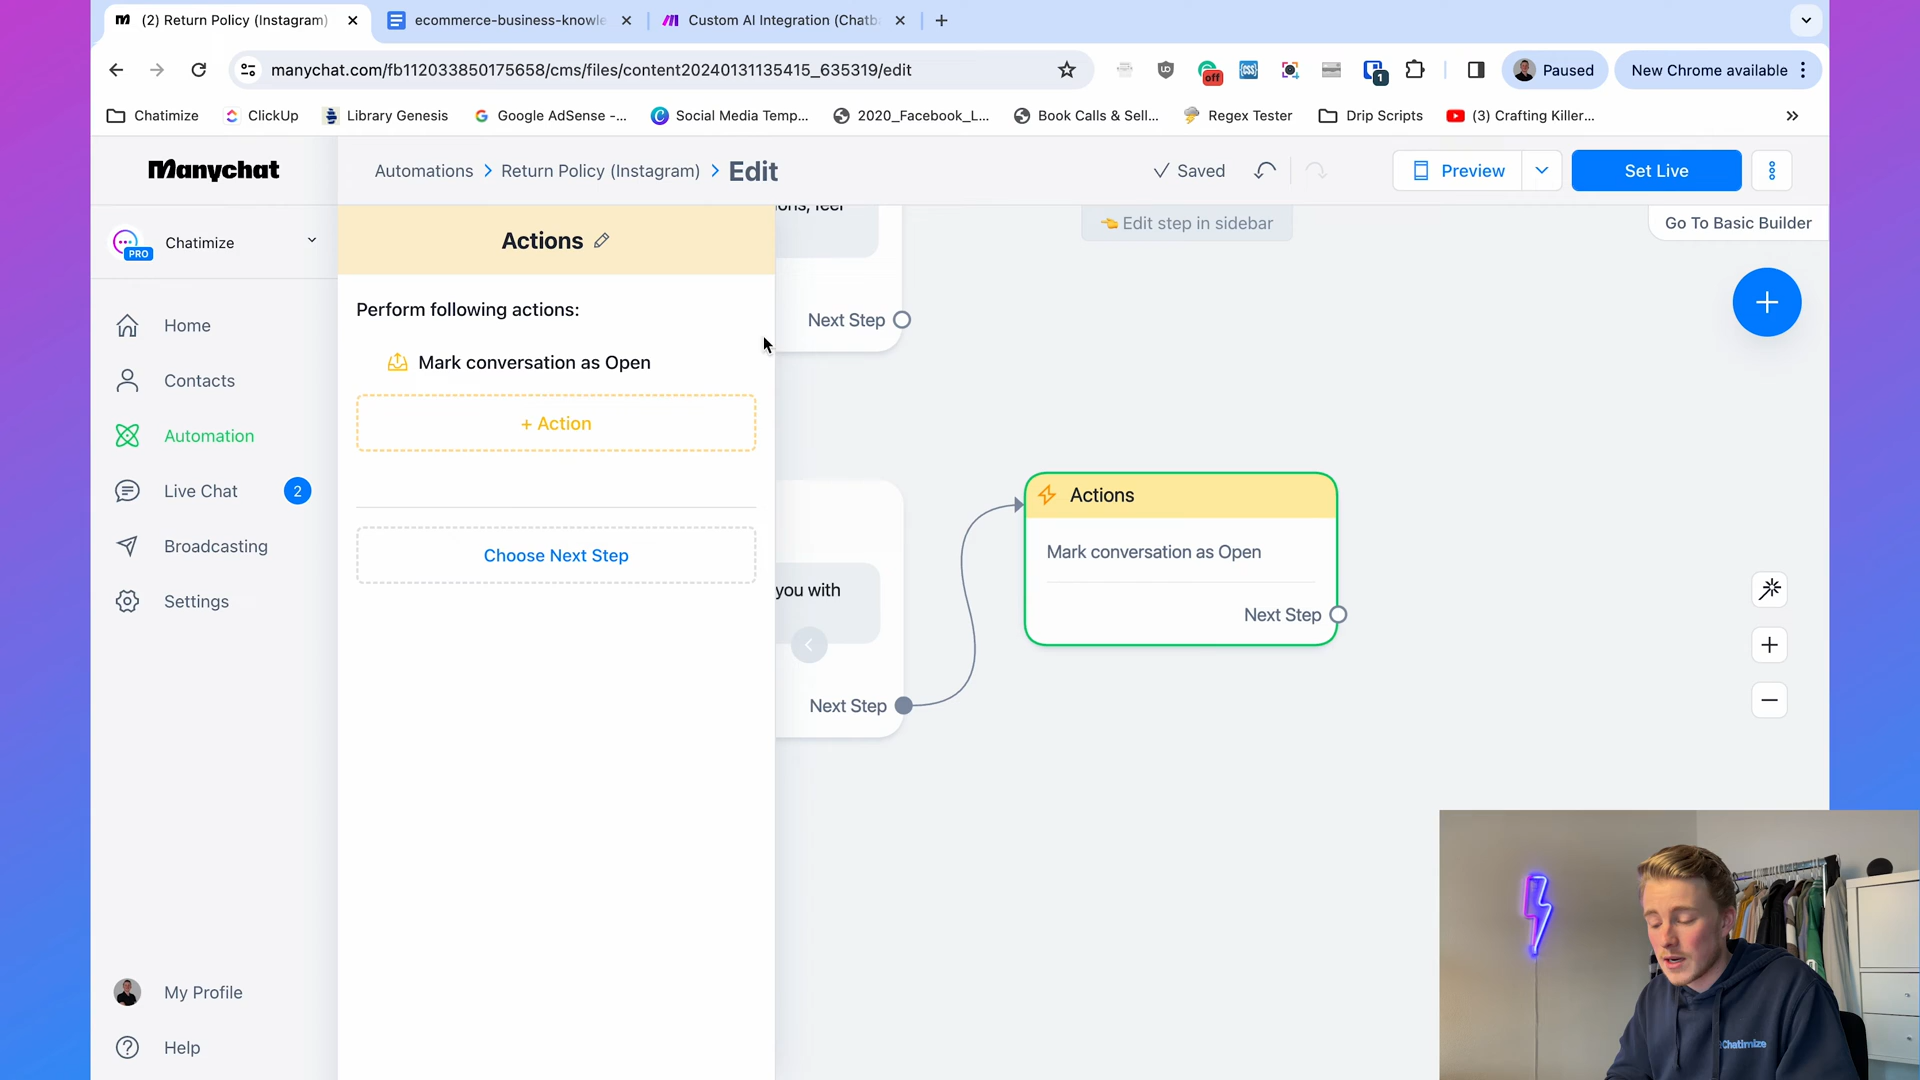 (2) Return Policy (Instagram)
ecommerce-business-knowle
Custom AI Integration (Chatb
manychat.com/fb112033850175658/cms/files/content20240131135415_635319/edit
off
1
Paused
New Chrome available
Chatimize
ClickUp
Library Genesis
Google AdSense -...
Social Media Temp...
2020_Facebook_L...
Book Calls & Sell...
Regex Tester
Drip Scripts
(3) Crafting Killer...
Manychat
Automations > Return Policy (Instagram) > Edit
Saved
Preview
Set Live
Chatimize
PRO
Home
Contacts
Automation
Live Chat 2
Broadcasting
Settings
My Profile
Help
Actions
Perform following actions:
Mark conversation as Open
+ Action
Choose Next Step
Edit step in sidebar
Go To Basic Builder
Next Step
you with
Next Step
Actions
Mark conversation as Open
Next Step
Chatimize